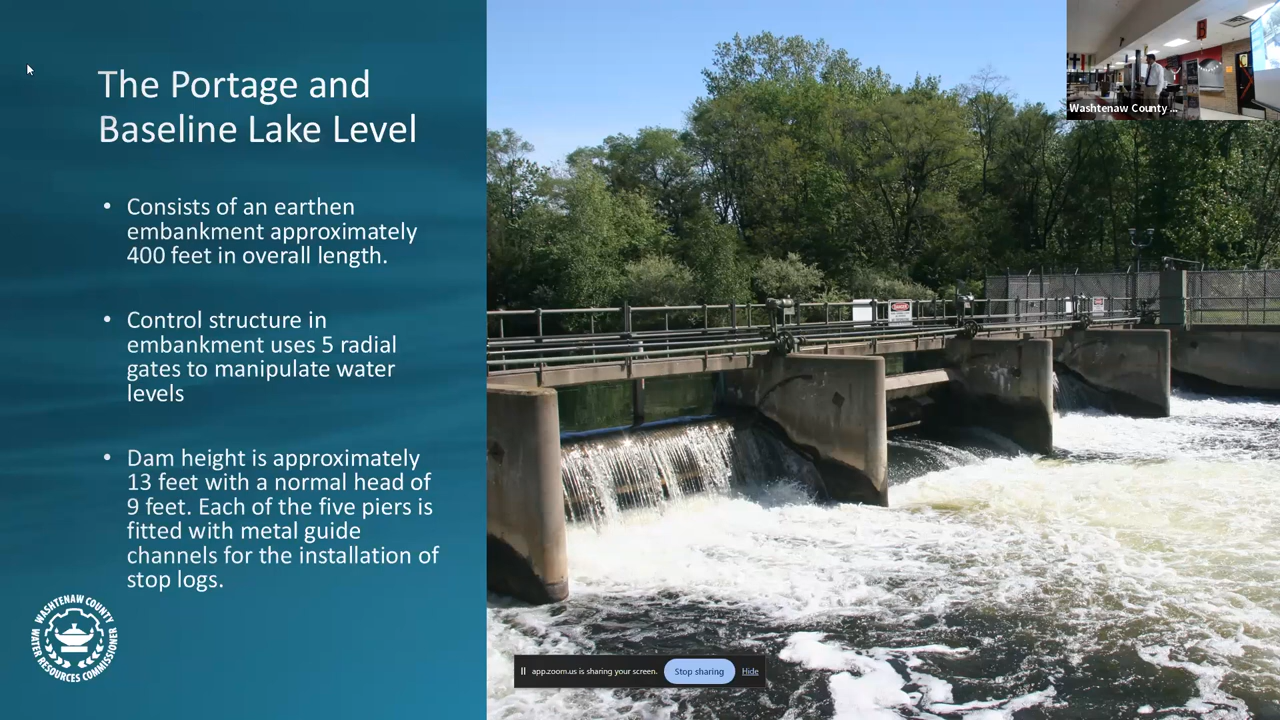 The Portage and
Baseline Lake Level
• Consists of an earthen
embankment approximately
400 feet in overall length.
• Control structure in
embankment uses 5 radial
gates to manipulate water
levels
• Dam height is approximately
13 feet with a normal head of
9 feet. Each of the five piers is
fitted with metal guide
channels for the installation of
stop logs.
WASHTENAW COUNTY
WATER RESOURCES COMMISSIONER
Washtenaw County ...
DANGER
app.zoom.us is sharing your screen.
Stop sharing
Hide